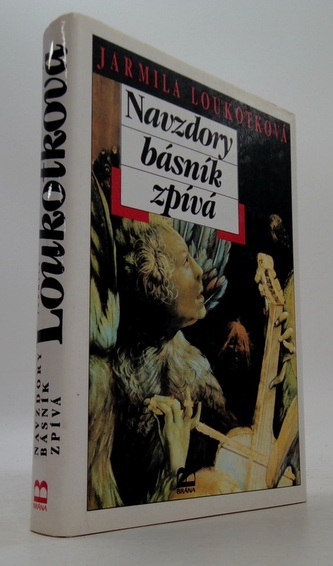 JARMILA LOUKOTKOVÁ
Navzdory
básník
zpívá
B
BRÁNA
Loukotková
NAVZDORY
BÁSNÍK
ZPÍVÁ
B
BRÁNA